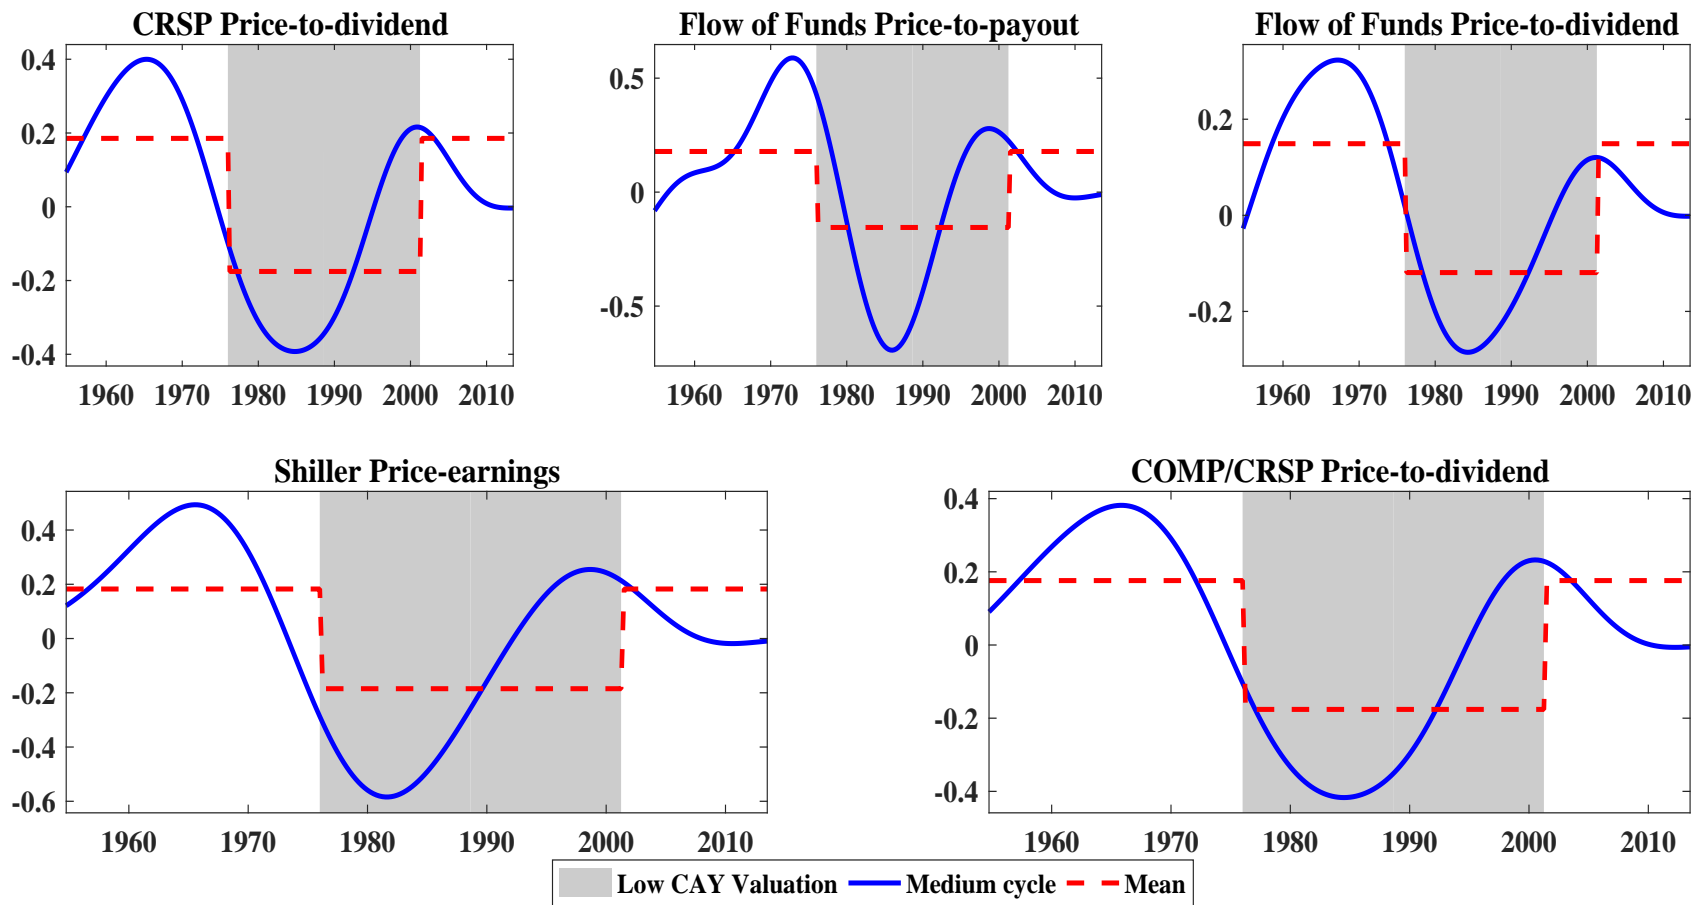 CRSP Price-to-dividend
0.4
0.2
0
-0.2
-0.4
1960 1970 1980 1990 2000 2010
Flow of Funds Price-to-payout
0.5
0
-0.5
1960 1970 1980 1990 2000 2010
Flow of Funds Price-to-dividend
0.2
0
-0.2
1960 1970 1980 1990 2000 2010
Shiller Price-earnings
0.4
0.2
0
-0.2
-0.4
-0.6
1960 1970 1980 1990 2000 2010
COMP/CRSP Price-to-dividend
0.4
0.2
0
-0.2
-0.4
1960 1970 1980 1990 2000 2010
Low CAY Valuation Medium cycle Mean